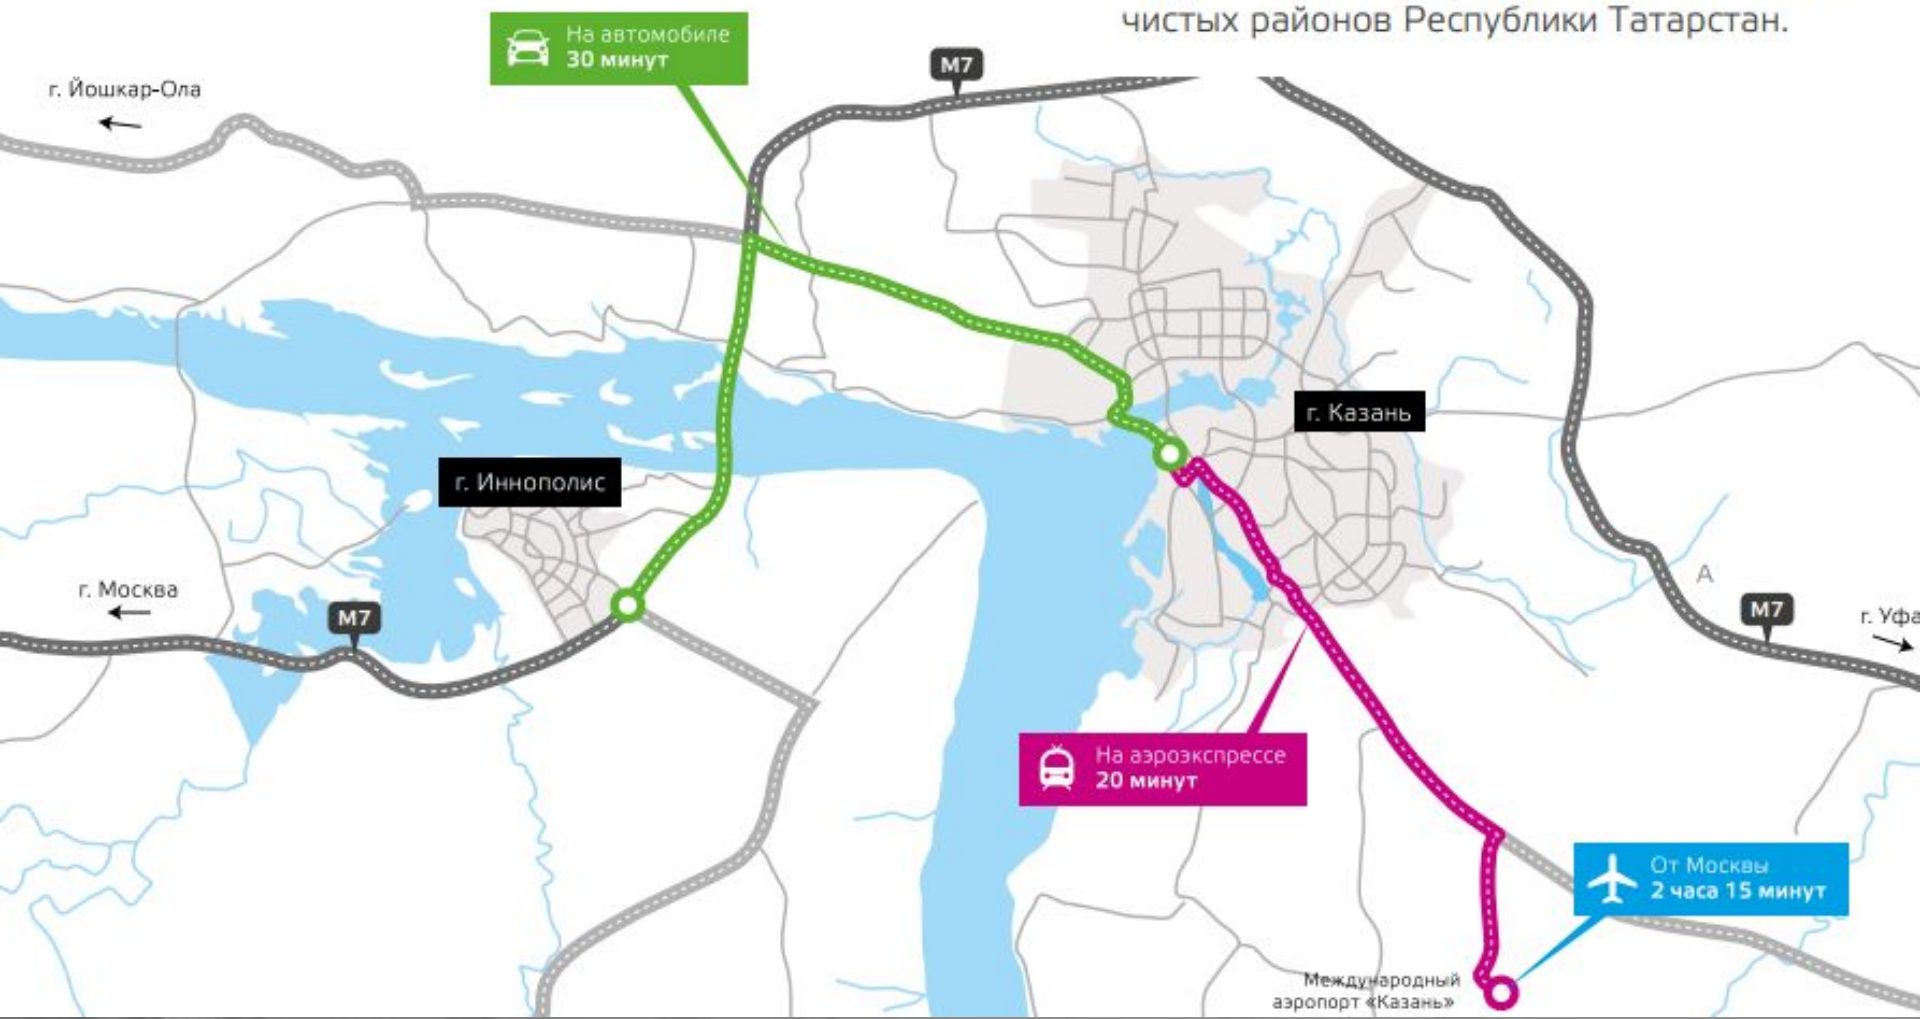 чистых районов Республики Татарстан.
На автомобиле
30 минут
М7
г. Йошкар-Ола
г. Казань
г. Иннополис
г. Москва
М7
А
М7
г. Уфа
На аэроэкспрессе
20 минут
От Москвы
2 часа 15 минут
Международный
аэропорт «Казань»